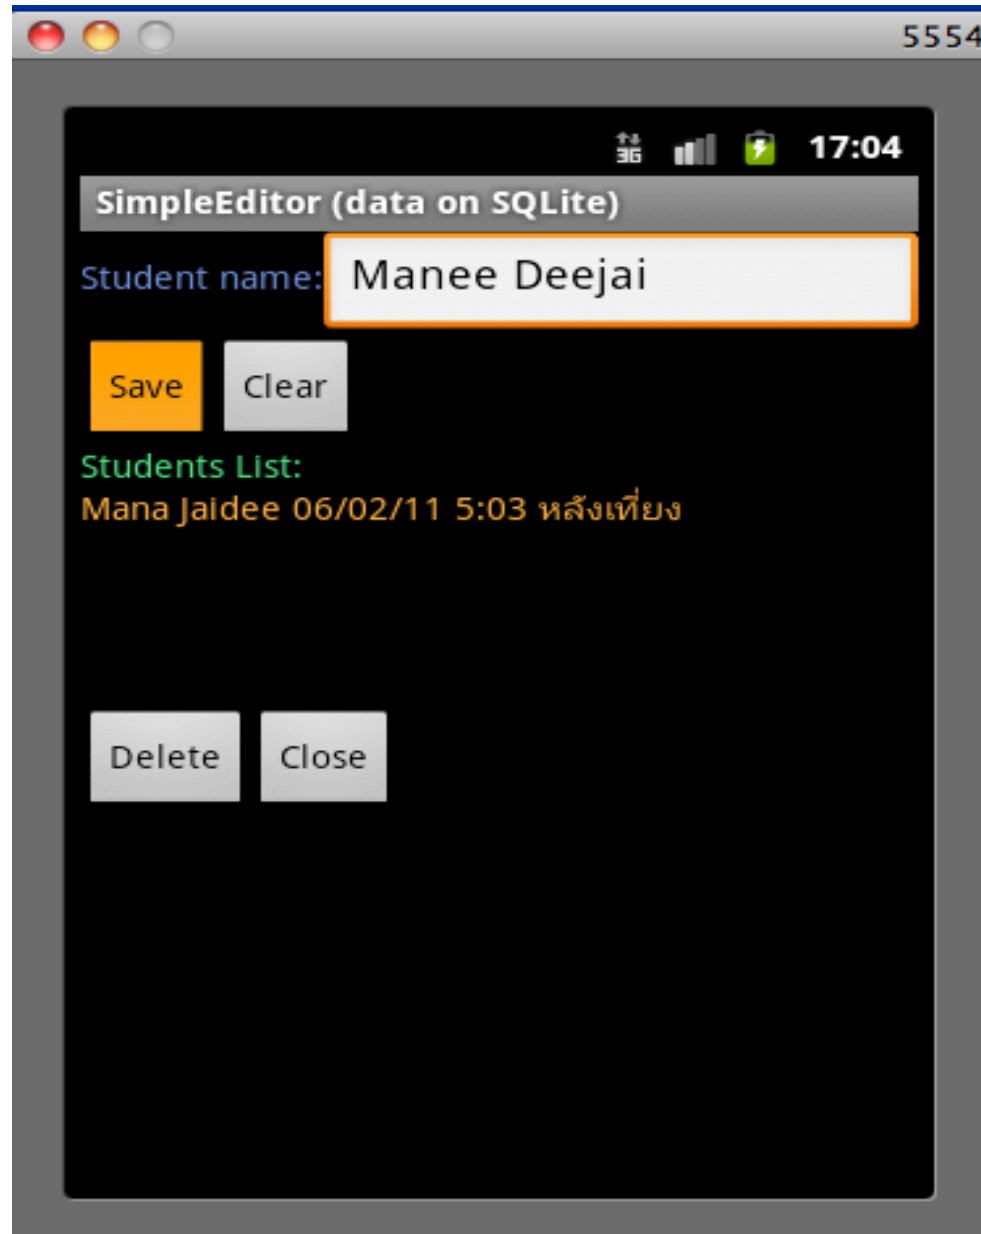 5554
3G 17:04
SimpleEditor (data on SQLite)
Student name: Manee Deejai
Save Clear
Students List:
Mana Jaidee 06/02/11 5:03 หลังเที่ยง
Delete Close